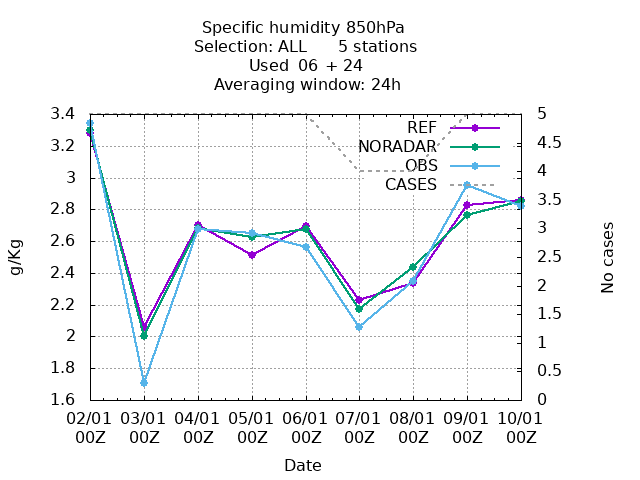 Specific humidity 850hPa
Selection: ALL      5 stations
Used  06 + 24
Averaging window: 24h
3.4
3.2
3
2.8
2.6
2.4
2.2
2
1.8
1.6
g/Kg
REF
NORADAR
OBS
CASES
5
4.5
4
3.5
3
2.5
2
1.5
1
0.5
0
No cases
02/01 03/01 04/01 05/01 06/01 07/01 08/01 09/01 10/01
00Z 00Z 00Z 00Z 00Z 00Z 00Z 00Z 00Z
Date